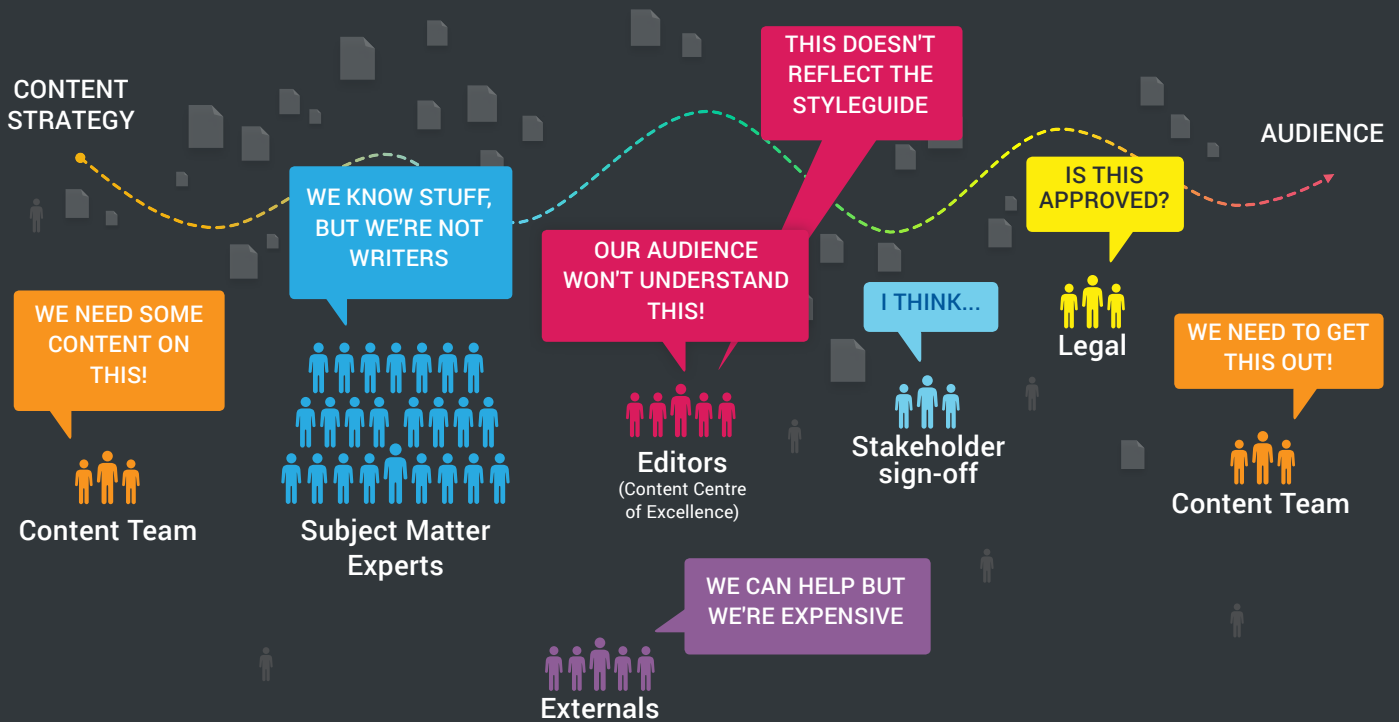 CONTENT
STRATEGY
WE NEED SOME
CONTENT ON
THIS!
Content Team
WE KNOW STUFF,
BUT WE'RE NOT
WRITERS
Subject Matter
Experts
THIS DOESN'T
REFLECT THE
STYLEGUIDE
OUR AUDIENCE
WON'T UNDERSTAND
THIS!
Editors
(Content Centre
of Excellence)
WE CAN HELP BUT
WE'RE EXPENSIVE
Externals
I THINK...
Stakeholder
sign-off
IS THIS
APPROVED?
Legal
WE NEED TO GET
THIS OUT!
Content Team
AUDIENCE